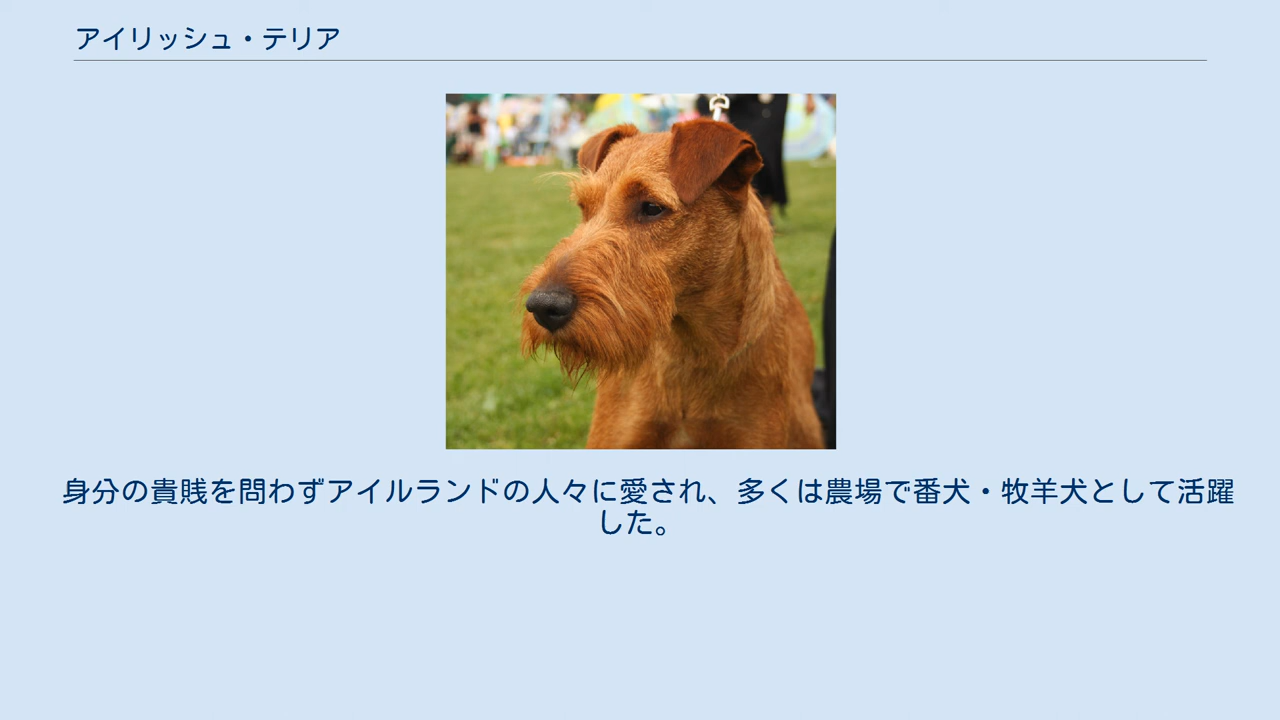 アイリッシュ・テリア
身分の貴賎を問わずアイルランドの人々に愛され、多くは農場で番犬・牧羊犬として活躍
した。